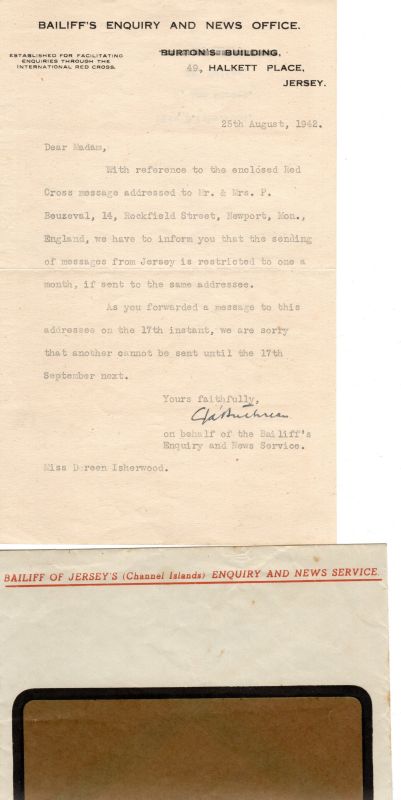 BAILIFF'S ENQUIRY AND NEWS OFFICE.
ESTABLISHED FOR FACILITATING
ENQUIRIES THROUGH THE
INTERNATIONAL RED CROSS.
BURTON'S BUILDING,
49, HALKETT PLACE,
JERSEY.
25th August, 1942.
Dear Madam,
With reference to the enclosed Red
Cross message addressed to Mr. & Mrs. P.
Beuzeval, 14, Rockfield Street, Newport, Mon.,
England, we have to inform you that the sending
of messages from Jersey is restricted to one a
month, if sent to the same addressee.
As you forwarded a message to this
addressee on the 17th instant, we are sorry
that another cannot be sent until the 17th
September next.
Yours faithfully,
on behalf of the Bailiff's
Enquiry and News Service.
Miss Doreen Isherwood.
BAILIFF OF JERSEY'S (Channel Islands) ENQUIRY AND NEWS SERVICE.